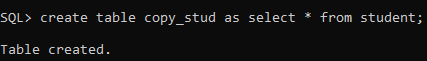 SQL> create table copy_stud as select * from student;
Table created.